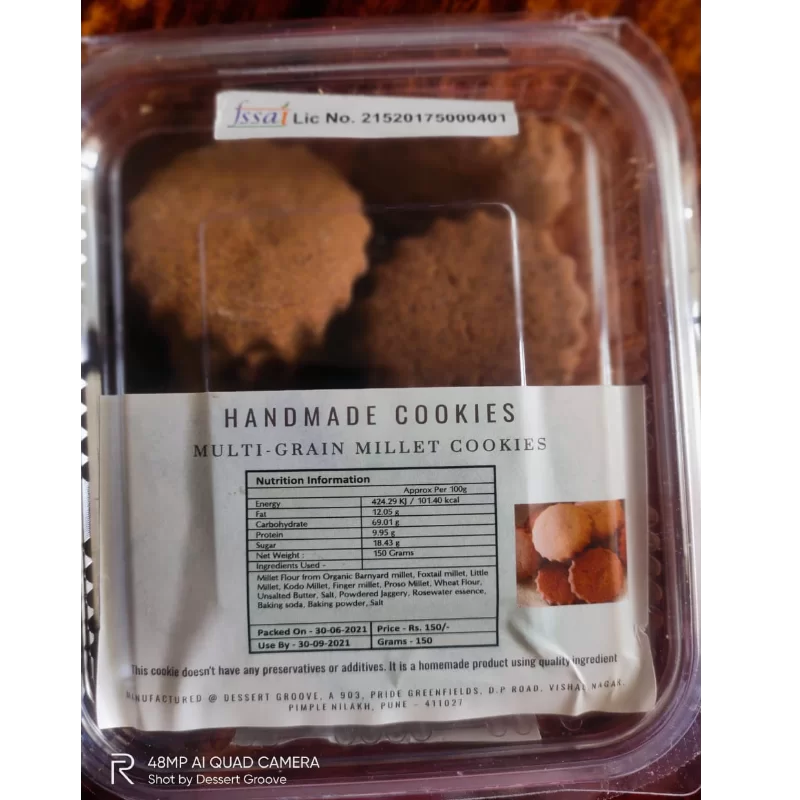 fssai Lic No. 21520175000401
HANDMADE COOKIES
MULTI-GRAIN MILLET COOKIES
Nutrition Information
Approx Per 100g
Energy 424.29 KJ / 101.40 kcal
Fat 12.05 g
Carbohydrate 69.01 g
Protein 9.95 g
Sugar 18.43 g
Net Weight : 150 Grams
Ingredients Used -
Millet Flour from Organic Barnyard millet, Foxtail millet, Little
Millet, Kodo Millet, Finger millet, Proso Millet, Wheat Flour,
Unsalted Butter, Salt, Powdered Jaggery, Rosewater essence,
Baking soda, Baking powder, Salt
Packed On - 30-06-2021 Price - Rs. 150/-
Use By - 30-09-2021 Grams - 150
This cookie doesn't have any preservatives or additives. It is a homemade product using quality ingredient
MANUFACTURED @ DESSERT GROOVE, A 903, PRIDE GREENFIELDS, D.P ROAD, VISHAL NAGAR,
PIMPLE NILAKH, PUNE - 411027
R 48MP AI QUAD CAMERA
Shot by Dessert Groove